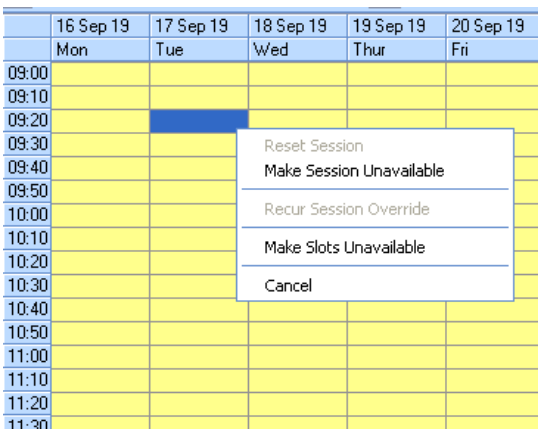 16 Sep 19 17 Sep 19 18 Sep 19 19 Sep 19 20 Sep 19
Mon Tue Wed Thur Fri
09:00
09:10
09:20
09:30 Reset Session
09:40 Make Session Unavailable
09:50
10:00 Recur Session Override
10:10 Make Slots Unavailable
10:20
10:30 Cancel
10:40
10:50
11:00
11:10
11:20
11:30